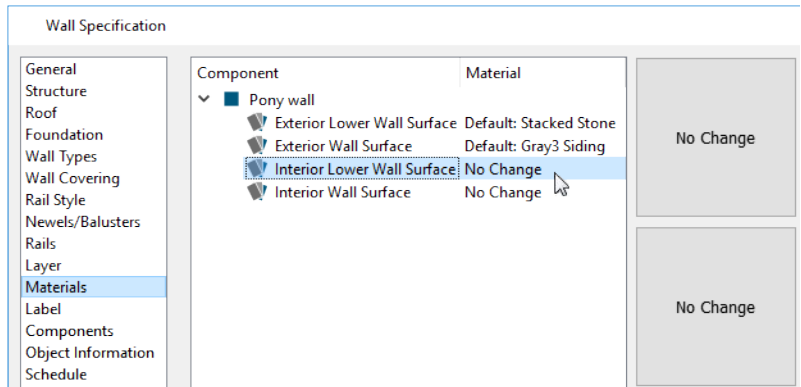 Wall Specification
General
Structure
Roof
Foundation
Wall Types
Wall Covering
Rail Style
Newels/Balusters
Rails
Layer
Materials
Label
Components
Object Information
Schedule
Component Material
Pony wall
Exterior Lower Wall Surface Default: Stacked Stone
Exterior Wall Surface Default: Gray3 Siding
Interior Lower Wall Surface No Change
Interior Wall Surface No Change
No Change
No Change